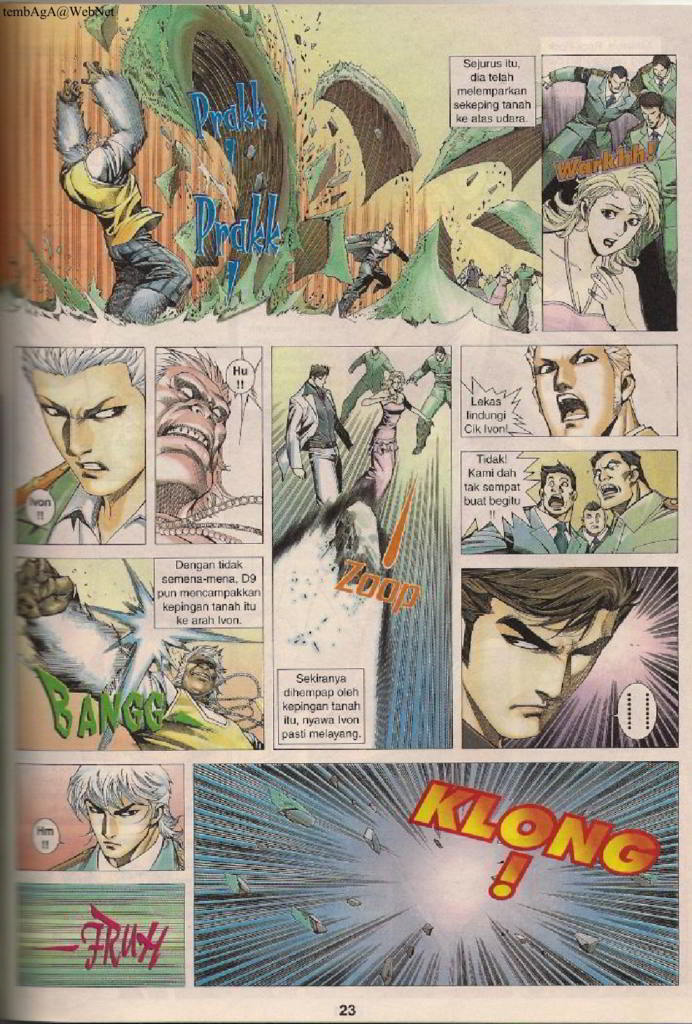 tembAgA@WebNet
Prakk
!
Prakk
!
Sejurus itu,
dia telah
melemparkan
sekeping tanah
ke atas udara.
Warkhh!
Ivon
!!
Hu
!!
Zoop
!
Sekiranya
dihempap oleh
kepingan tanah
itu, nyawa Ivon
pasti melayang.
Lekas
lindungi
Cik Ivon!
Tidak!
Kami dah
tak sempat
buat begitu
!!
Dengan tidak
semena-mena, D9
pun mencampakkan
kepingan tanah itu
ke arah Ivon.
BANGG
!!
Hm
!!
FRUH
KLONG
!
23